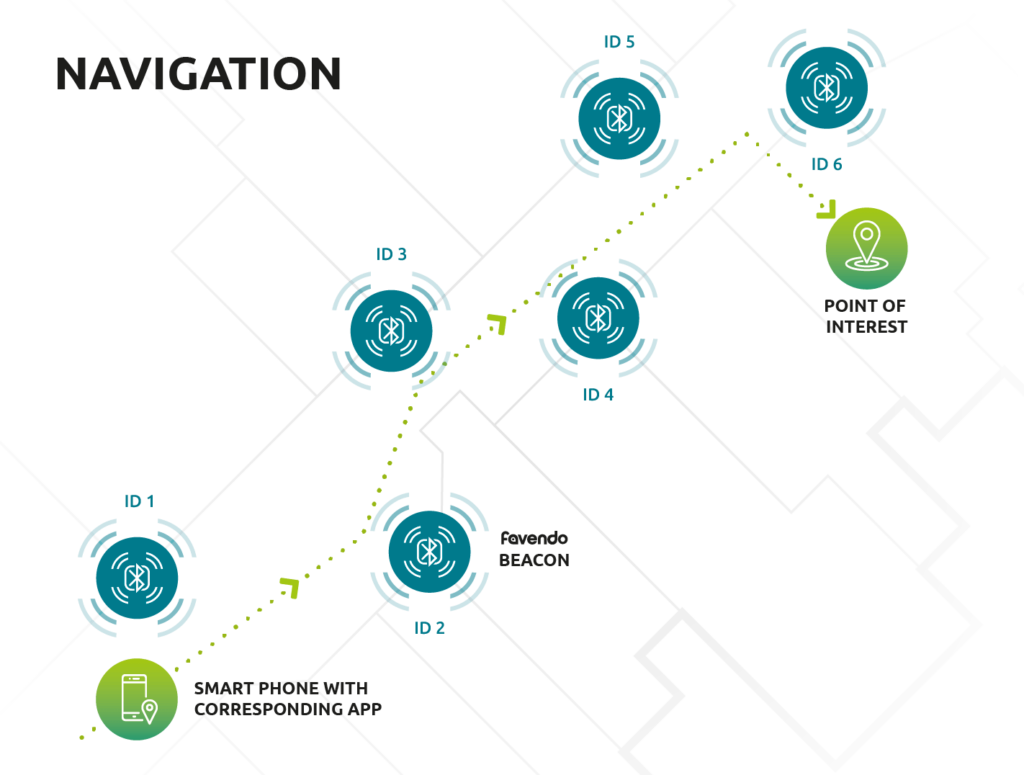 NAVIGATION
ID 5
ID 6
ID 3
POINT OF
INTEREST
ID 4
ID 1
favendo
BEACON
ID 2
SMART PHONE WITH
CORRESPONDING APP